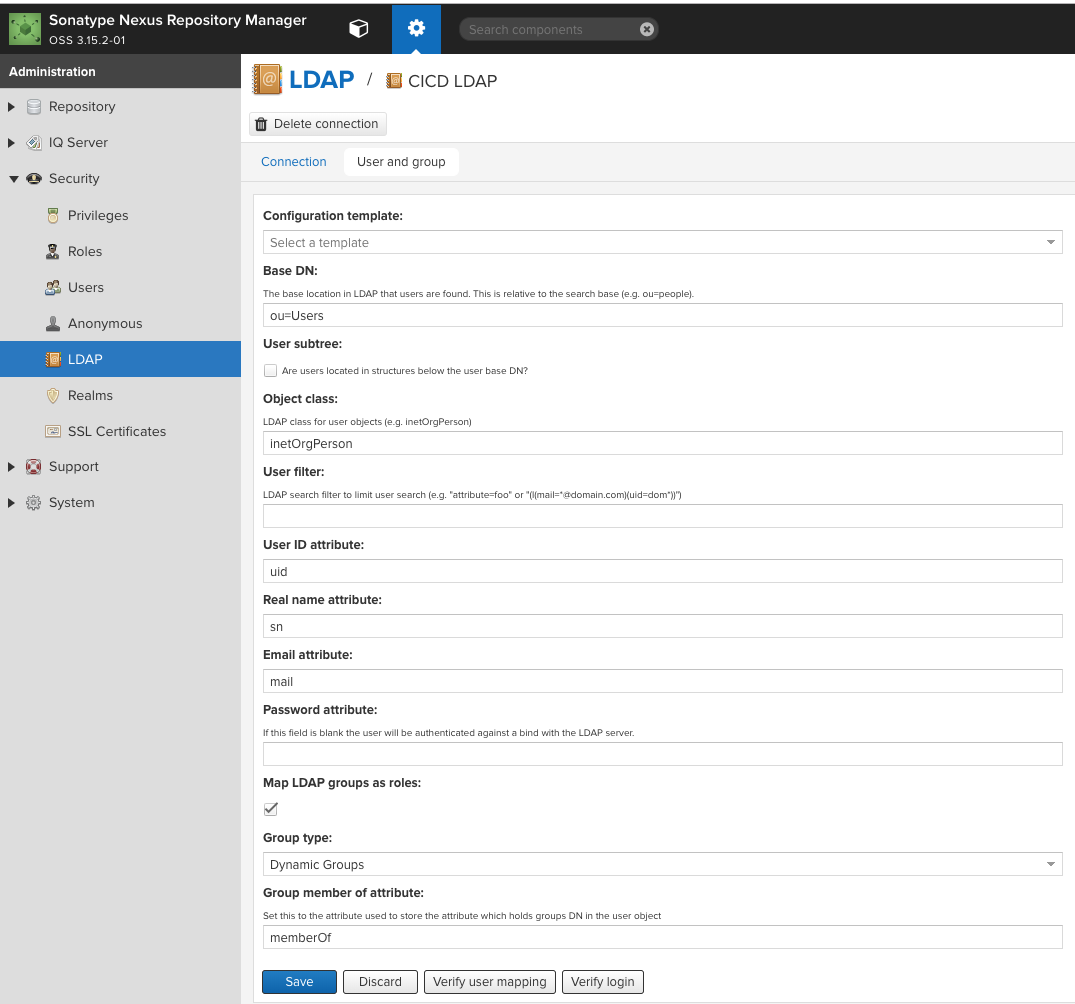 Sonatype Nexus Repository Manager
OSS 3.15.2-01
Search components
Administration
Repository
IQ Server
Security
Privileges
Roles
Users
Anonymous
LDAP
Realms
SSL Certificates
Support
System
LDAP / CICD LDAP
Delete connection
Connection
User and group
Configuration template:
Select a template
Base DN:
The base location in LDAP that users are found. This is relative to the search base (e.g. ou=people).
ou=Users
User subtree:
Are users located in structures below the user base DN?
Object class:
LDAP class for user objects (e.g. inetOrgPerson)
inetOrgPerson
User filter:
LDAP search filter to limit user search (e.g. "attribute=foo" or "(|(mail=*@domain.com)(uid=dom*))")
User ID attribute:
uid
Real name attribute:
sn
Email attribute:
mail
Password attribute:
If this field is blank the user will be authenticated against a bind with the LDAP server.
Map LDAP groups as roles:
Group type:
Dynamic Groups
Group member of attribute:
Set this to the attribute used to store the attribute which holds groups DN in the user object
memberOf
Save
Discard
Verify user mapping
Verify login